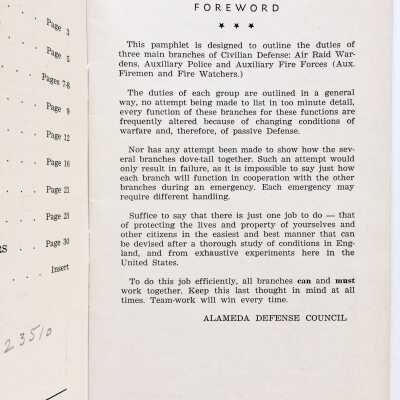 Page 3
Page 5
Pages 7-8
Page 9
Page 12
Page 16
Page 21
Page 23
RS . . Page 30
Insert
23510
FOREWORD
★ ★ ★
This pamphlet is designed to outline the duties of
three main branches of Civilian Defense: Air Raid War-
dens, Auxiliary Police and Auxiliary Fire Forces (Aux.
Firemen and Fire Watchers.)
The duties of each group are outlined in a general
way, no attempt being made to list in too minute detail,
every function of these branches for these functions are
frequently altered because of changing conditions of
warfare and, therefore, of passive Defense.
Nor has any attempt been made to show how the sev-
eral branches dove-tail together. Such an attempt would
only result in failure, as it is impossible to say just how
each branch will function in cooperation with the other
branches during an emergency. Each emergency may
require different handling.
Suffice to say that there is just one job to do — that
of protecting the lives and property of yourselves and
other citizens in the easiest and best manner that can
be devised after a thorough study of conditions in Eng-
land, and from exhaustive experiments here in the
United States.
To do this job efficiently, all branches can and must
work together. Keep this last thought in mind at all
times. Team-work will win every time.
ALAMEDA DEFENSE COUNCIL